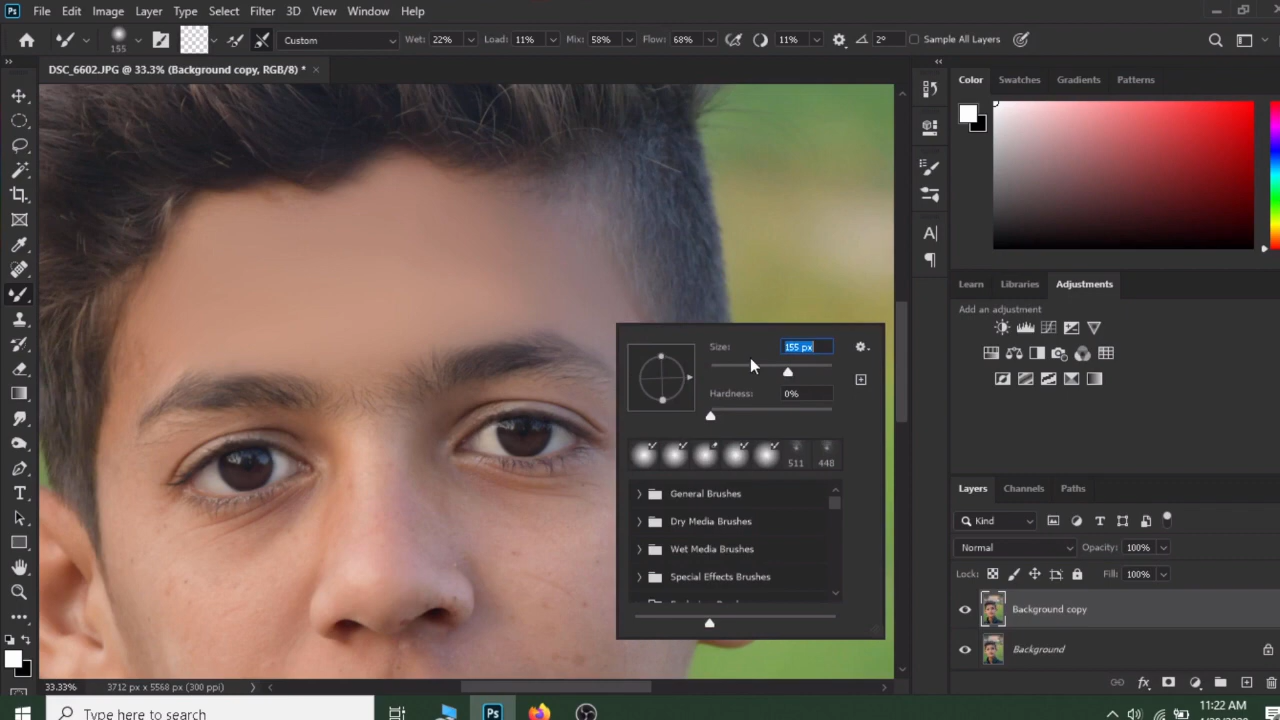 Ps File Edit Image Layer Type Select Filter 3D View Window Help
155 Custom Wet: 22% Load: 11% Mix: 58% Flow: 68% 11% 2° Sample All Layers
DSC_6602.JPG @ 33.3% (Background copy, RGB/8) * ×
Color Swatches Gradients Patterns
Learn Libraries Adjustments
Add an adjustment
Size: 155 px
Hardness: 0%
511 448
General Brushes
Dry Media Brushes
Wet Media Brushes
Special Effects Brushes
Layers Channels Paths
Kind
Normal Opacity: 100%
Lock: Fill: 100%
Background copy
Background
33.33% 3712 px x 5568 px (300 ppi)
Type here to search Ps 11:22 AM